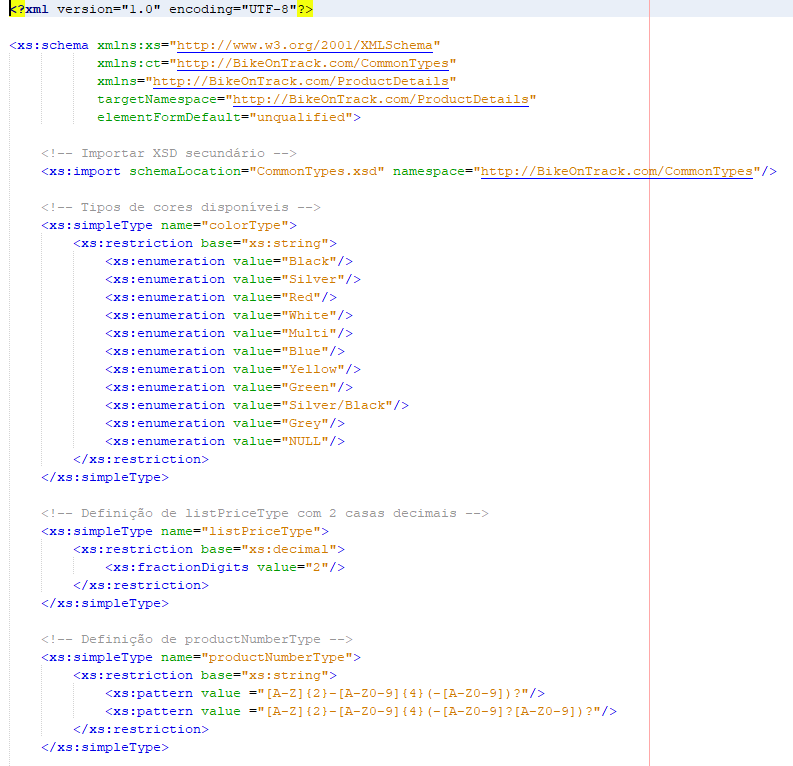 <?xml version="1.0" encoding="UTF-8"?>
<xs:schema xmlns:xs="http://www.w3.org/2001/XMLSchema"
xmlns:ct="http://BikeOnTrack.com/CommonTypes"
xmlns="http://BikeOnTrack.com/ProductDetails"
targetNamespace="http://BikeOnTrack.com/ProductDetails"
elementFormDefault="unqualified">
<!-- Importar XSD secundário -->
<xs:import schemaLocation="CommonTypes.xsd" namespace="http://BikeOnTrack.com/CommonTypes"/>
<!-- Tipos de cores disponíveis -->
<xs:simpleType name="colorType">
<xs:restriction base="xs:string">
<xs:enumeration value="Black"/>
<xs:enumeration value="Silver"/>
<xs:enumeration value="Red"/>
<xs:enumeration value="White"/>
<xs:enumeration value="Multi"/>
<xs:enumeration value="Blue"/>
<xs:enumeration value="Yellow"/>
<xs:enumeration value="Green"/>
<xs:enumeration value="Silver/Black"/>
<xs:enumeration value="Grey"/>
<xs:enumeration value="NULL"/>
</xs:restriction>
</xs:simpleType>
<!-- Definição de listPriceType com 2 casas decimais -->
<xs:simpleType name="listPriceType">
<xs:restriction base="xs:decimal">
<xs:fractionDigits value="2"/>
</xs:restriction>
</xs:simpleType>
<!-- Definição de productNumberType -->
<xs:simpleType name="productNumberType">
<xs:restriction base="xs:string">
<xs:pattern value ="[A-Z]{2}-[A-Z0-9]{4}(-[A-Z0-9])?"/>
<xs:pattern value ="[A-Z]{2}-[A-Z0-9]{4}(-[A-Z0-9]?[A-Z0-9])?"/>
</xs:restriction>
</xs:simpleType>